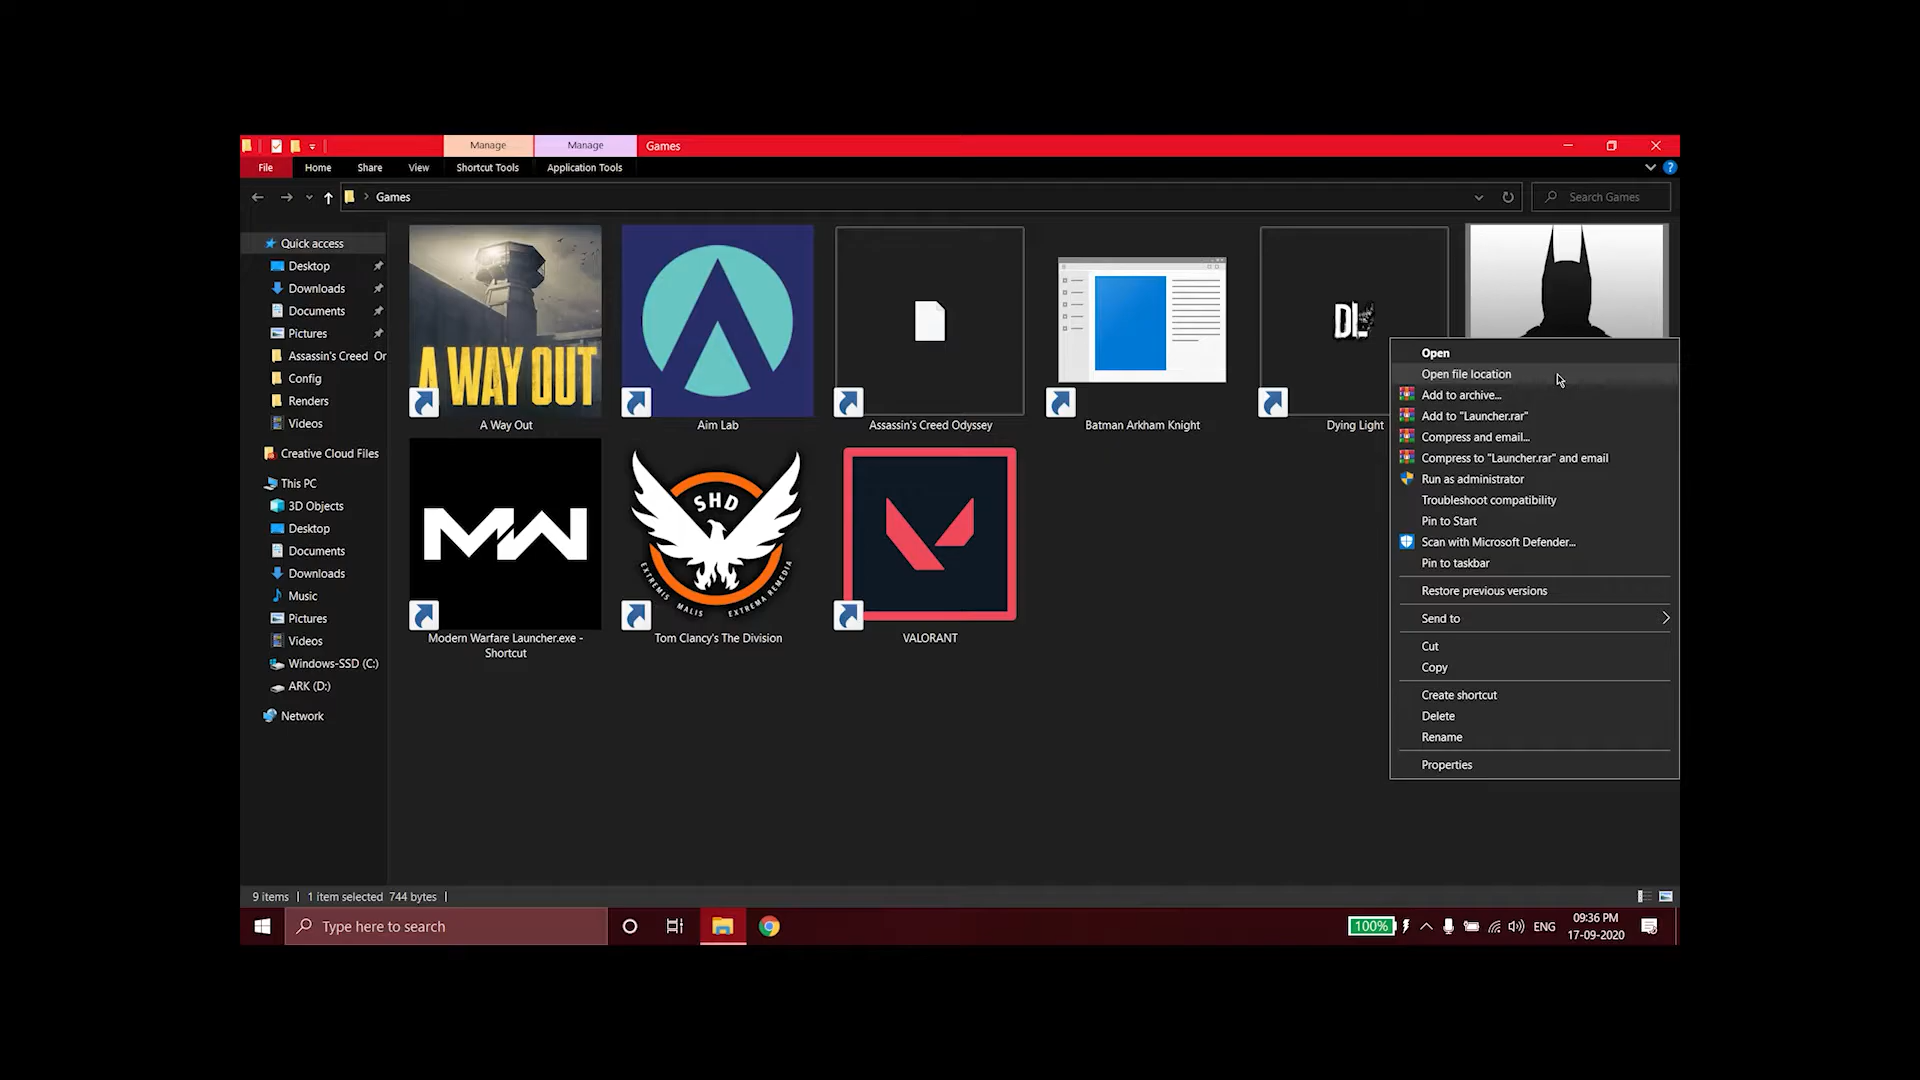 Manage
Manage
Games
File
Home
Share
View
Shortcut Tools
Application Tools
Games
Search Games
Quick access
Desktop
Downloads
Documents
Pictures
Assassin's Creed Or
Config
Renders
Videos
Creative Cloud Files
This PC
3D Objects
Desktop
Documents
Downloads
Music
Pictures
Videos
Windows-SSD (C:)
ARK (D:)
Network
A WAY OUT
DL
A Way Out
Aim Lab
Assassin's Creed Odyssey
Batman Arkham Knight
Dying Light
MW
SHD
EXTREMIS MALIS EXTREMA REMEDIA
Modern Warfare Launcher.exe -
Shortcut
Tom Clancy's The Division
VALORANT
Open
Open file location
Add to archive...
Add to "Launcher.rar"
Compress and email...
Compress to "Launcher.rar" and email
Run as administrator
Troubleshoot compatibility
Pin to Start
Scan with Microsoft Defender...
Pin to taskbar
Restore previous versions
Send to
Cut
Copy
Create shortcut
Delete
Rename
Properties
9 items
1 item selected 744 bytes
Type here to search
100%
ENG
09:36 PM
17-09-2020